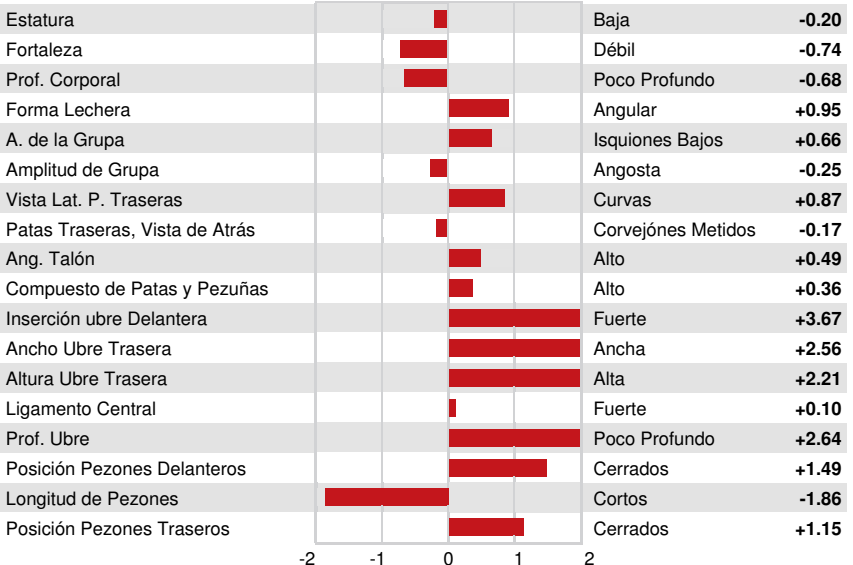 Estatura Baja -0.20
Fortaleza Débil -0.74
Prof. Corporal Poco Profundo -0.68
Forma Lechera Angular +0.95
A. de la Grupa Isquiones Bajos +0.66
Amplitud de Grupa Angosta -0.25
Vista Lat. P. Traseras Curvas +0.87
Patas Traseras, Vista de Atrás Corvejónes Metidos -0.17
Ang. Talón Alto +0.49
Compuesto de Patas y Pezuñas Alto +0.36
Inserción ubre Delantera Fuerte +3.67
Ancho Ubre Trasera Ancha +2.56
Altura Ubre Trasera Alta +2.21
Ligamento Central Fuerte +0.10
Prof. Ubre Poco Profundo +2.64
Posición Pezones Delanteros Cerrados +1.49
Longitud de Pezones Cortos -1.86
Posición Pezones Traseros Cerrados +1.15
-2 -1 0 1 2